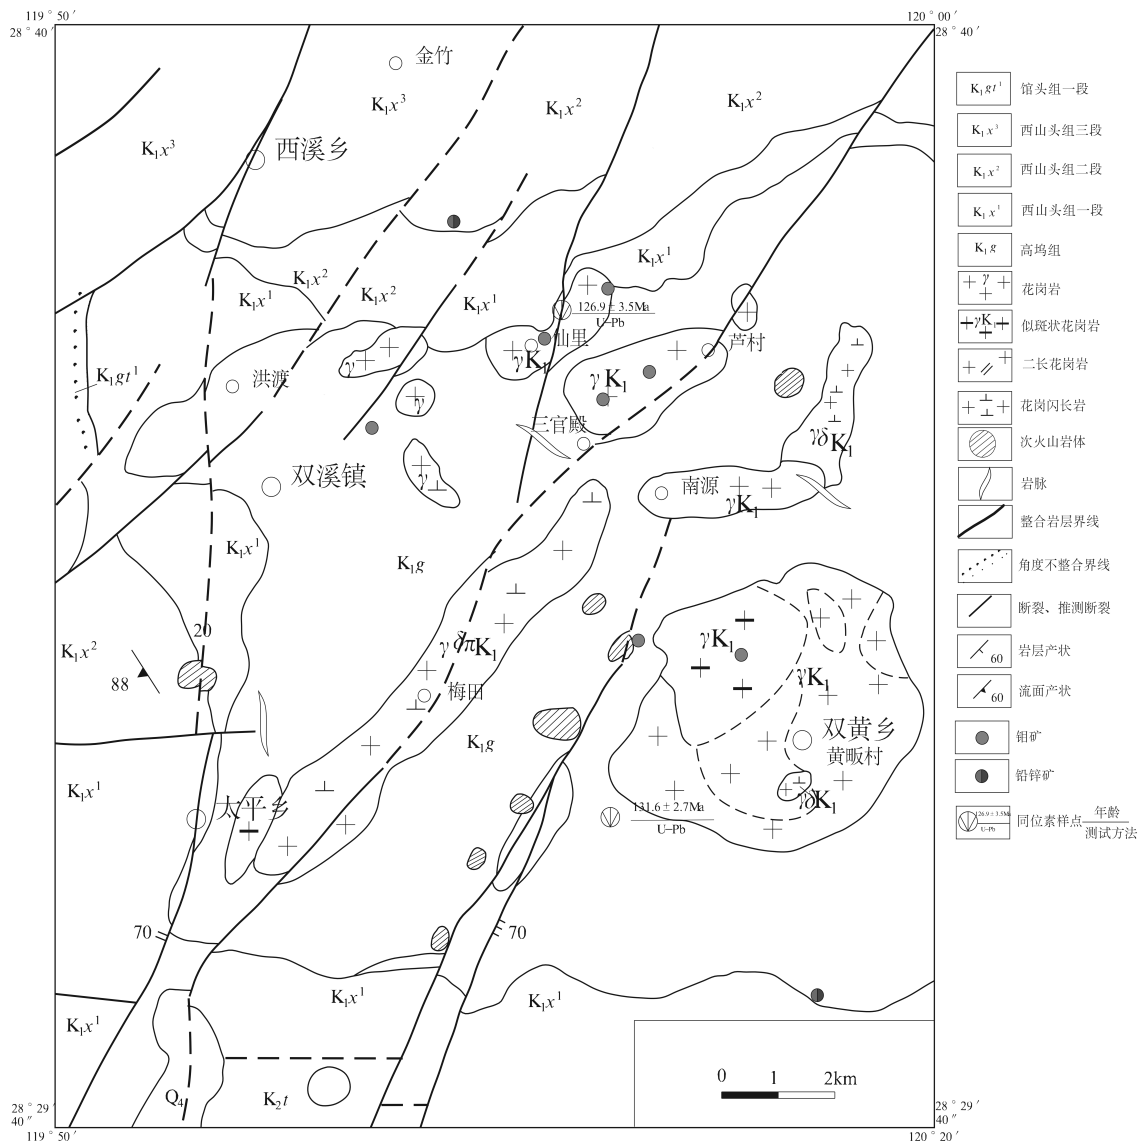 119 ° 50 ′
120 ° 00 ′
28 ° 40 ′
28 ° 40 ′
金竹
K₁x³
K₁x²
K₁x²
K₁x³
西溪乡
K₁x¹
K₁x²
K₁x¹
K₁x²
K₁x¹
126.9 ± 3.5Ma
U-Pb
仙里
芦村
γK₁
γ
K₁gt¹
洪渡
γK₁
γ
三官殿
γδK₁
双溪镇
γ
南源
γK₁
K₁x¹
K₁g
20
K₁x²
γδπK₁
γK₁
88
梅田
γK₁
双黄乡
K₁g
黄畈村
K₁x¹
太平乡
131.6 ± 2.7Ma
U-Pb
γδK₁
70
70
K₁x¹
K₁x¹
K₁x¹
Q₄
K₂t
0 1 2km
28 ° 29 ′
40 ″
119 ° 50 ′
28 ° 29 ′
40 ″
120 ° 20 ′
K₁gt¹ 馆头组一段
K₁x³ 西山头组三段
K₁x² 西山头组二段
K₁x¹ 西山头组一段
K₁g 高坞组
γ 花岗岩
γK₁ 似斑状花岗岩
二长花岗岩
花岗闪长岩
次火山岩体
岩脉
整合岩层界线
角度不整合界线
断裂、推测断裂
60 岩层产状
60 流面产状
钼矿
铅锌矿
126.9 ± 3.5Ma
U-Pb
同位素样点 年龄
测试方法